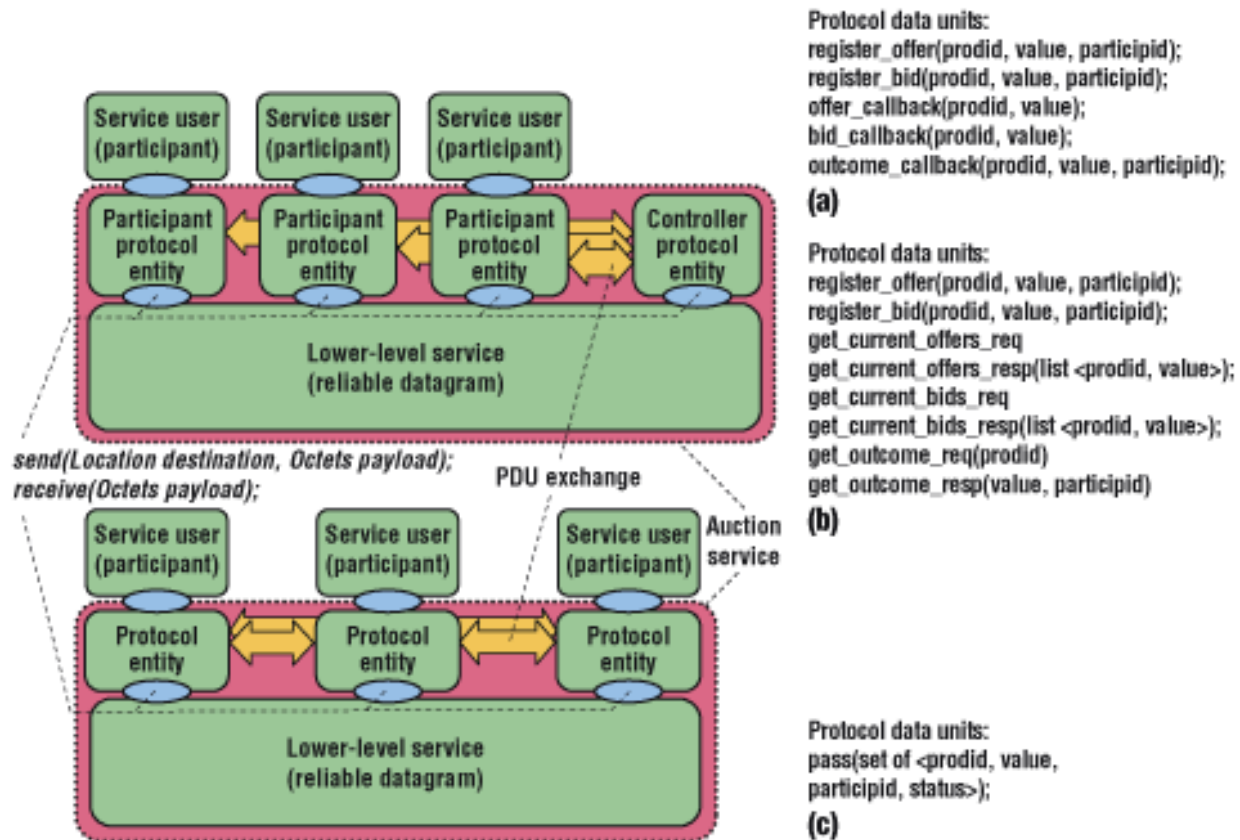 Service user
(participant)
Service user
(participant)
Service user
(participant)
Participant
protocol
entity
Participant
protocol
entity
Participant
protocol
entity
Controller
protocol
entity
Lower-level service
(reliable datagram)
send(Location destination, Octets payload);
receive(Octets payload);
PDU exchange
Auction
service
Service user
(participant)
Service user
(participant)
Service user
(participant)
Protocol
entity
Protocol
entity
Protocol
entity
Lower-level service
(reliable datagram)
Protocol data units:
register_offer(prodid, value, participid);
register_bid(prodid, value, participid);
offer_callback(prodid, value);
bid_callback(prodid, value);
outcome_callback(prodid, value, participid);
(a)
Protocol data units:
register_offer(prodid, value, participid);
register_bid(prodid, value, participid);
get_current_offers_req
get_current_offers_resp(list <prodid, value>);
get_current_bids_req
get_current_bids_resp(list <prodid, value>);
get_outcome_req(prodid)
get_outcome_resp(value, participid)
(b)
Protocol data units:
pass(set of <prodid, value,
participid, status>);
(c)